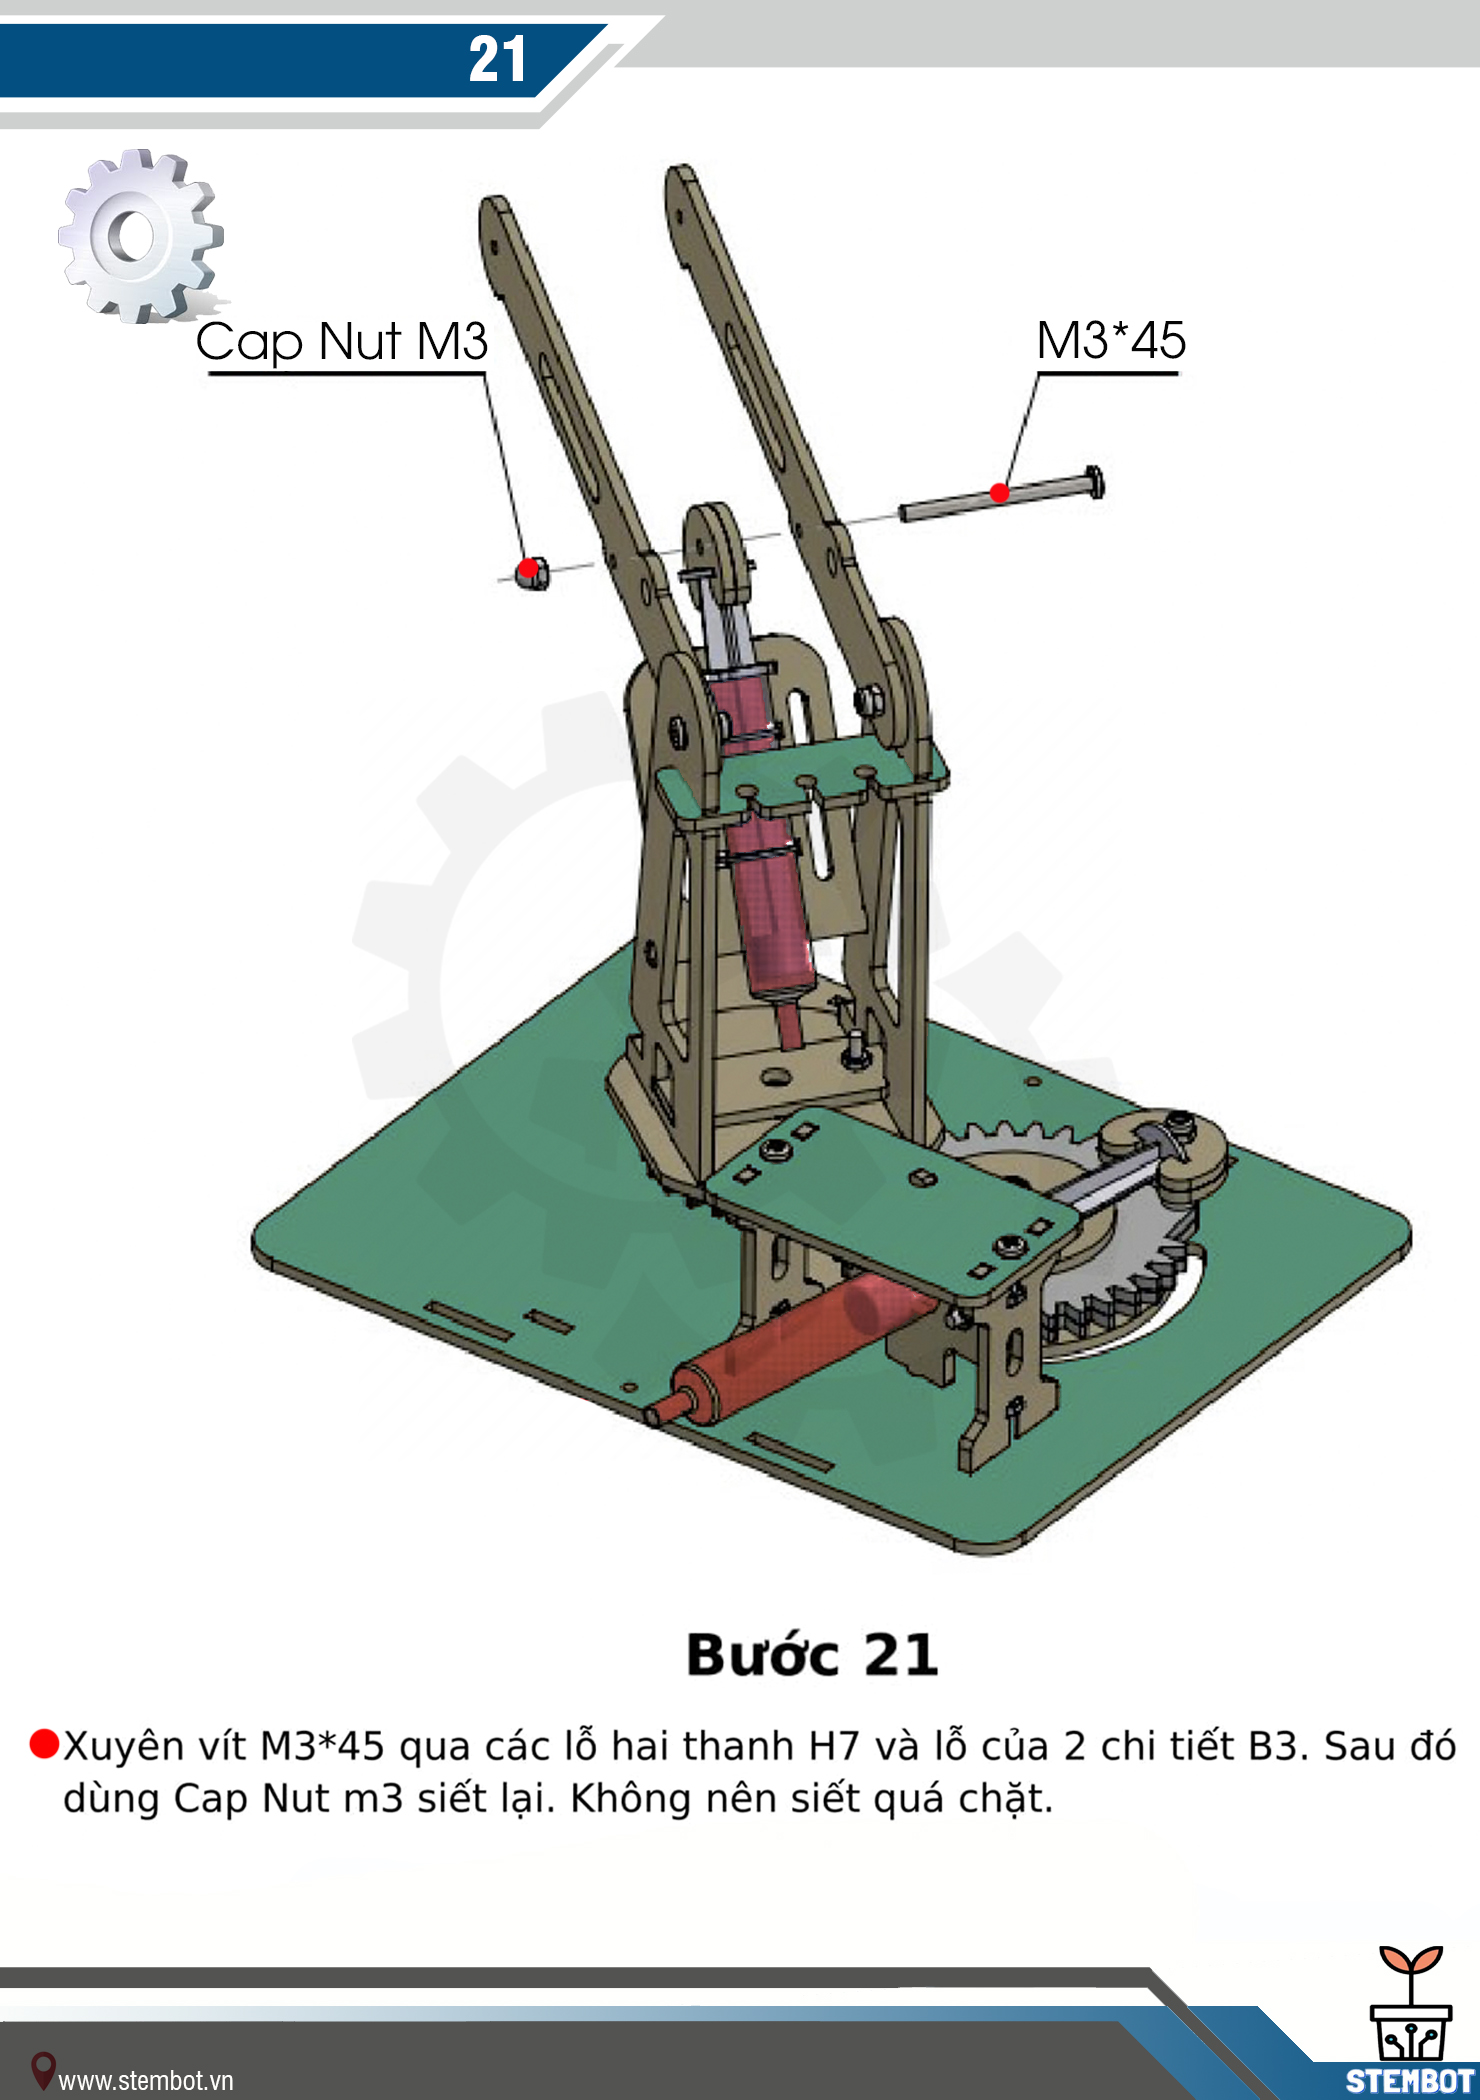 21
Cap Nut M3
M3*45
Bước 21
Xuyên vít M3*45 qua các lỗ hai thanh H7 và lỗ của 2 chi tiết B3. Sau đó
dùng Cap Nut m3 siết lại. Không nên siết quá chặt.
www.stembot.vn
STEMBOT